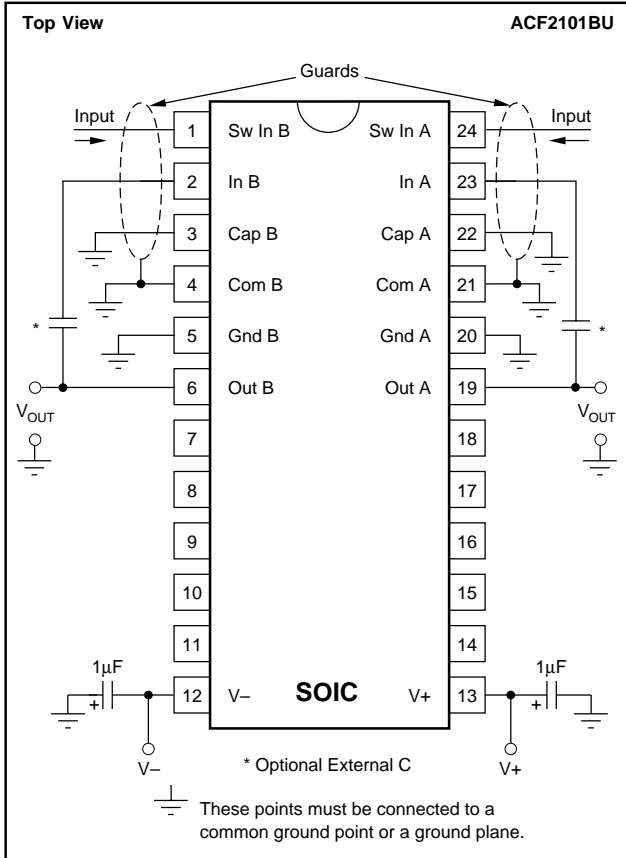 Top View ACF2101BU
Guards
Input Input
1 Sw In B Sw In A 24
2 In B In A 23
3 Cap B Cap A 22
4 Com B Com A 21
* 5 Gnd B Gnd A 20 *
6 Out B Out A 19
VOUT VOUT
7 18
8 17
9 16
10 15
11 14
1µF 1µF
12 V– SOIC V+ 13
+ +
V– * Optional External C V+
These points must be connected to a
common ground point or a ground plane.